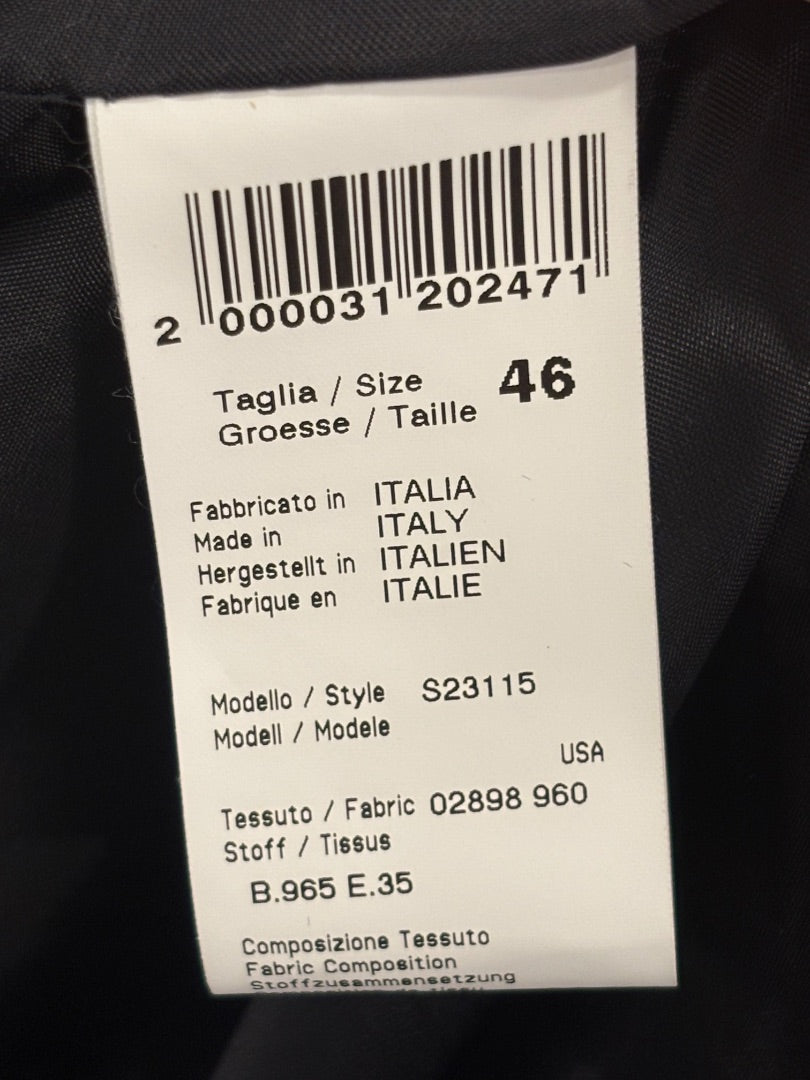 2 000031 202471
Taglia / Size 46
Groesse / Taille
Fabbricato in ITALIA
Made in ITALY
Hergestellt in ITALIEN
Fabrique en ITALIE
Modello / Style S23115
Modell / Modele
USA
Tessuto / Fabric 02898 960
Stoff / Tissus
B.965 E.35
Composizione Tessuto
Fabric Composition
Stoffzusammensetzung